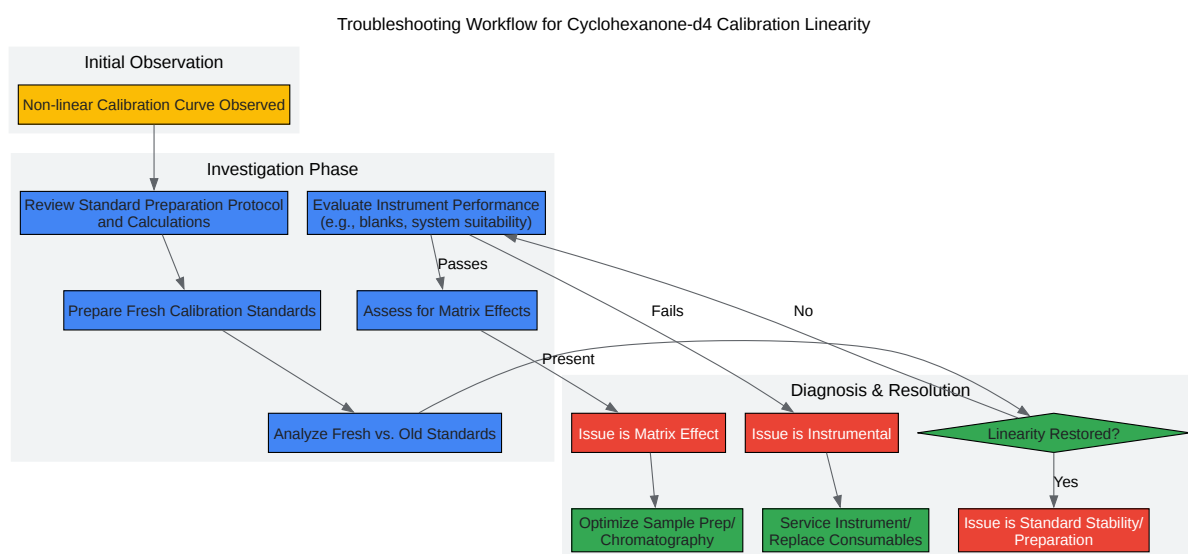 Troubleshooting Workflow for Cyclohexanone-d4 Calibration Linearity
Initial Observation
Non-linear Calibration Curve Observed
Investigation Phase
Review Standard Preparation Protocol
and Calculations
Evaluate Instrument Performance
(e.g., blanks, system suitability)
Passes
Prepare Fresh Calibration Standards
Assess for Matrix Effects
Fails
No
Present
Diagnosis & Resolution
Analyze Fresh vs. Old Standards
Issue is Matrix Effect
Issue is Instrumental
Linearity Restored?
Yes
Optimize Sample Prep/
Chromatography
Service Instrument/
Replace Consumables
Issue is Standard Stability/
Preparation